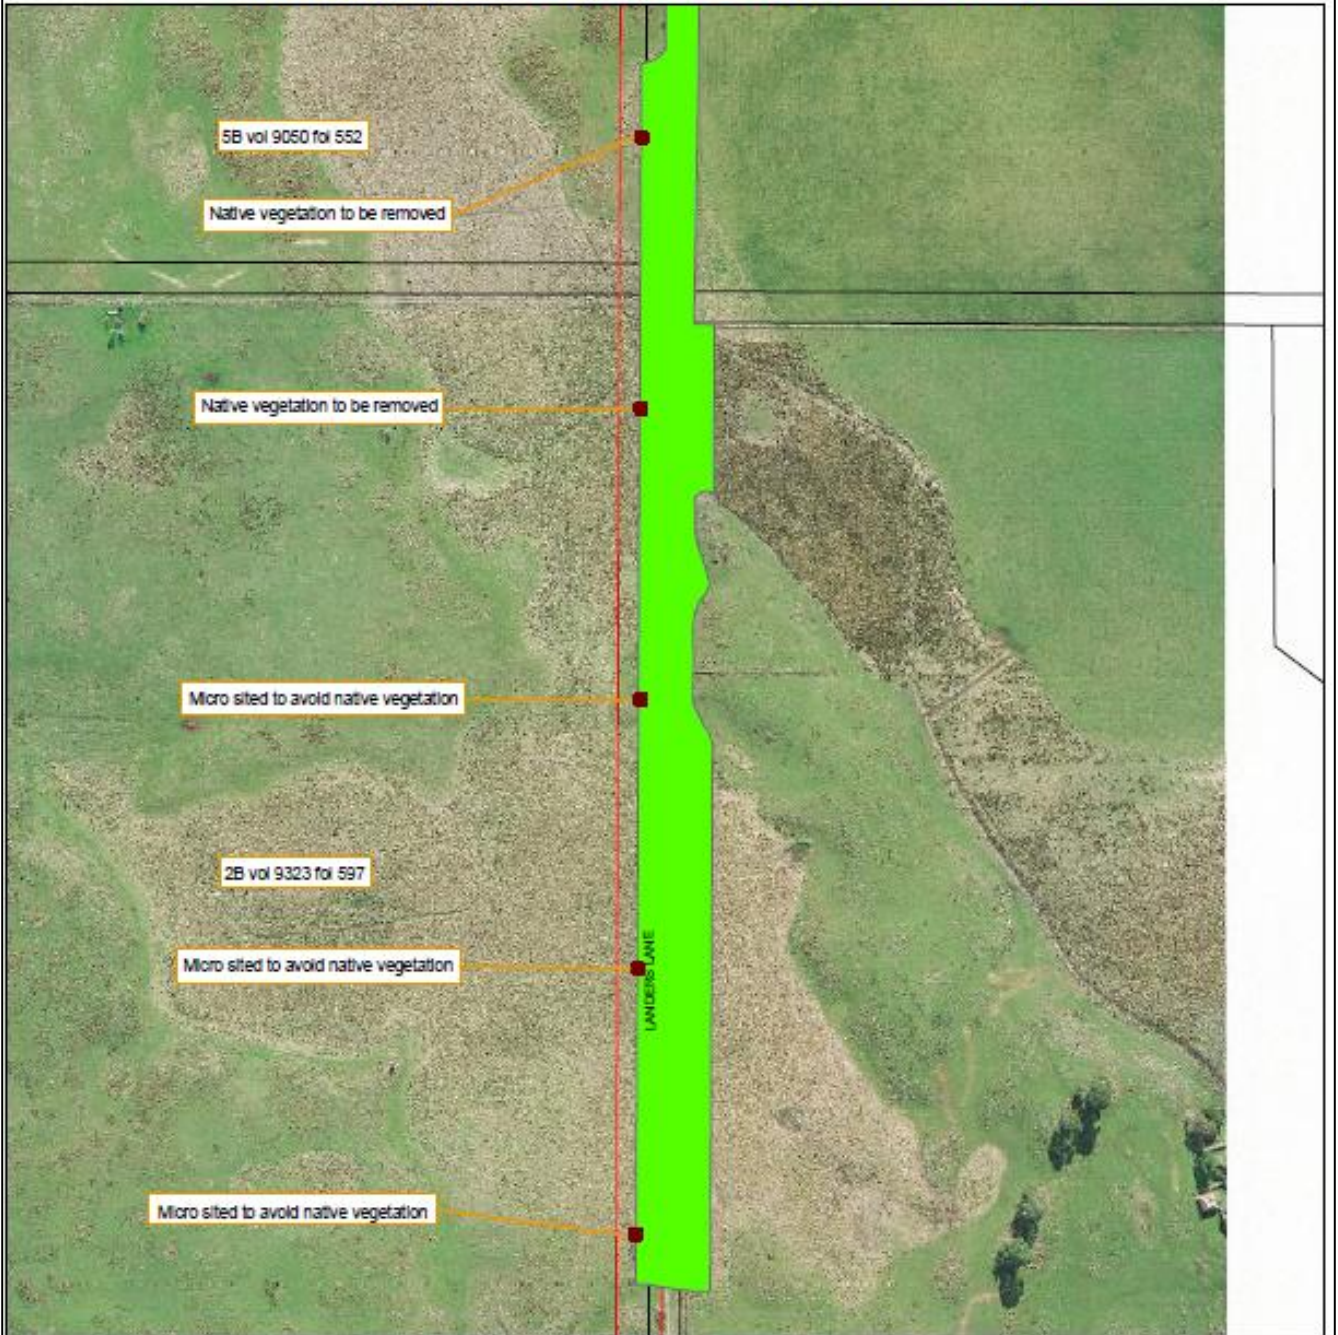 5B vol 9050 fol 552
Native vegetation to be removed
Native vegetation to be removed
Micro sited to avoid native vegetation
2B vol 9323 fol 597
Micro sited to avoid native vegetation
LANDERS LANE
Micro sited to avoid native vegetation